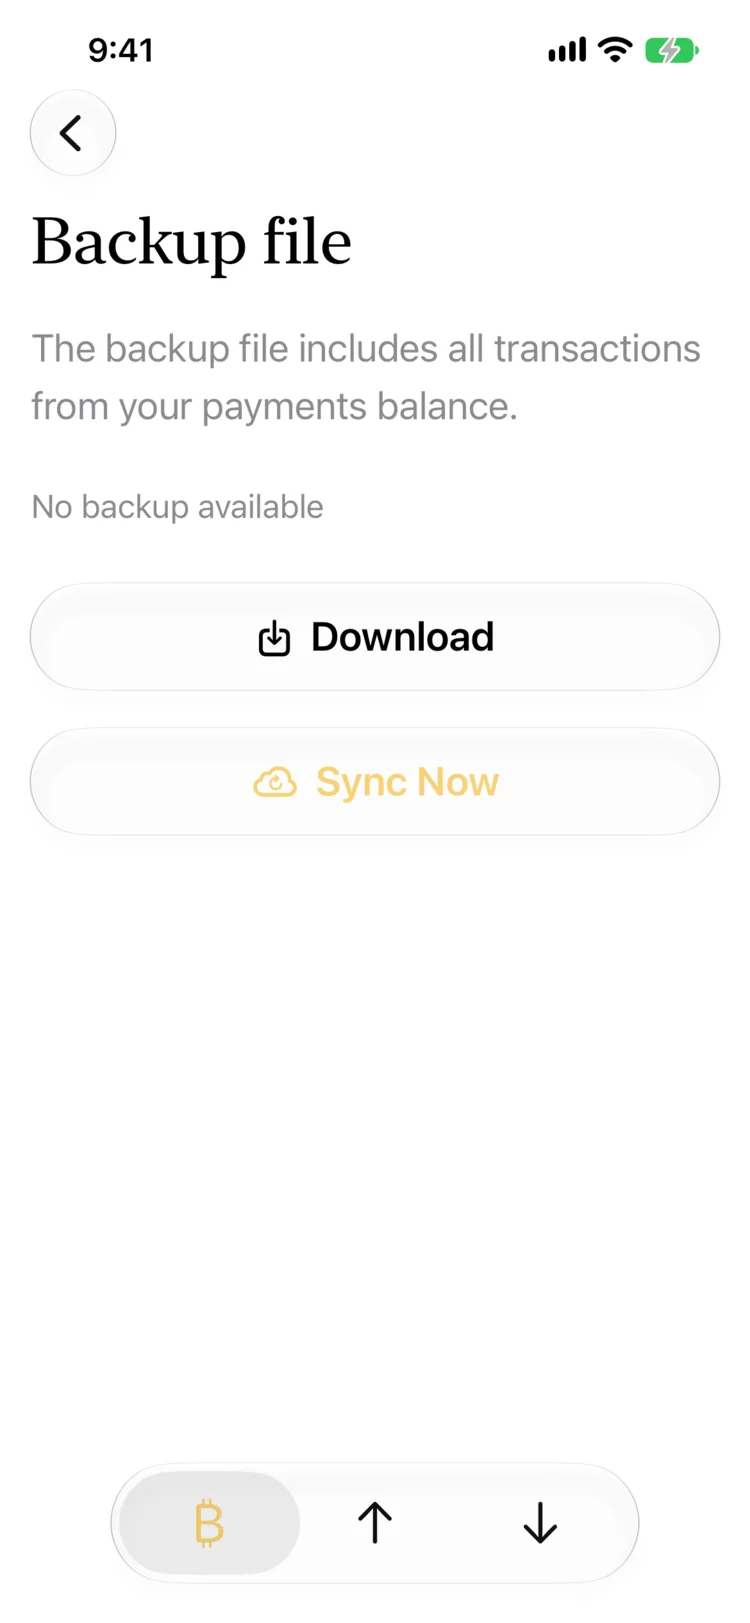 9:41
Backup file
The backup file includes all transactions
from your payments balance.
No backup available
Download
Sync Now